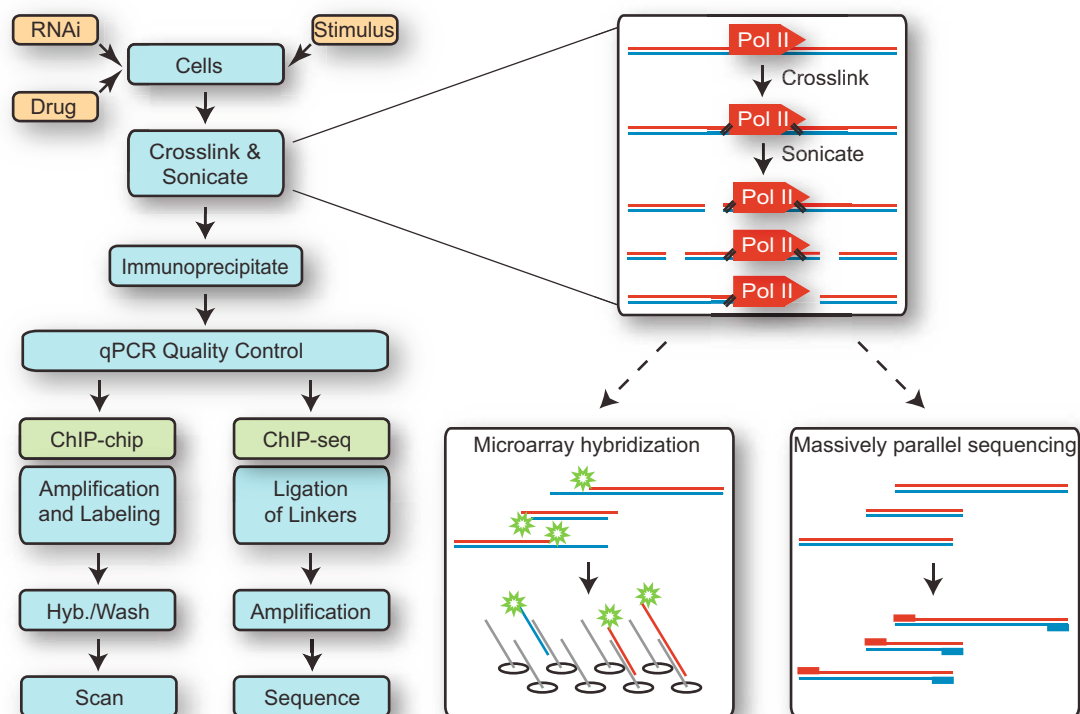 RNAi
Stimulus
Cells
Drug
Crosslink &
Sonicate
Immunoprecipitate
qPCR Quality Control
ChIP-chip
ChIP-seq
Amplification
and Labeling
Ligation
of Linkers
Hyb./Wash
Amplification
Scan
Sequence
Pol II
Crosslink
Pol II
Sonicate
Pol II
Pol II
Pol II
Microarray hybridization
Massively parallel sequencing